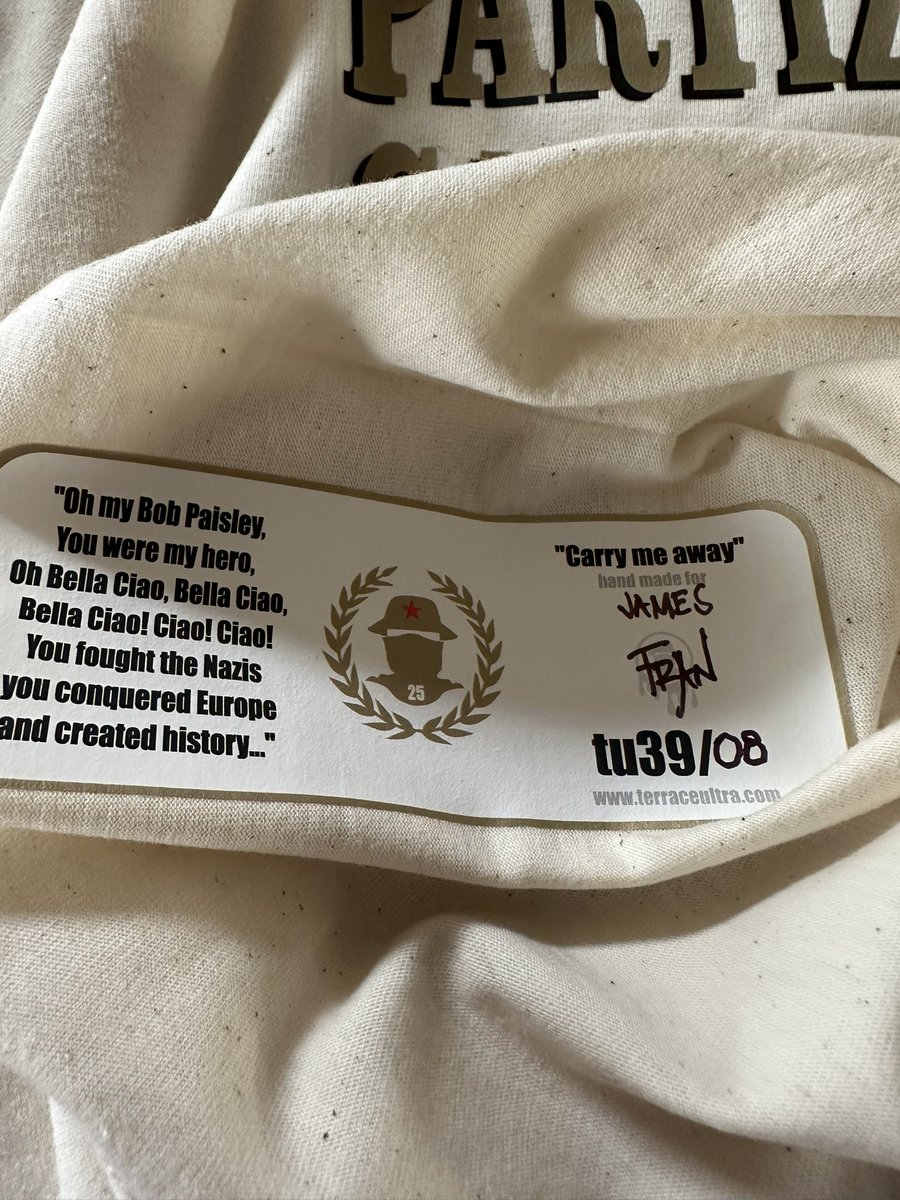 PARTIZ
"Oh my Bob Paisley,
You were my hero,
Oh Bella Ciao, Bella Ciao,
Bella Ciao! Ciao! Ciao!
You fought the Nazis
you conquered Europe
and created history..."
25
"Carry me away"
hand made for
JAMES
FRAN
tu39/08
www.terraceultra.com